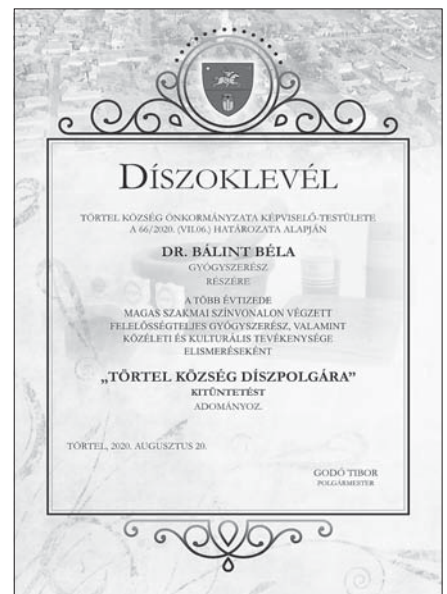 DÍSZOKLEVÉL
TÖRTEL KÖZSÉG ÖNKORMÁNYZATA KÉPVISELŐ-TESTÜLETE
A 66/2020. (VII.06.) HATÁROZATA ALAPJÁN
DR. BÁLINT BÉLA
GYÓGYSZERÉSZ
RÉSZÉRE
A TÖBB ÉVTIZEDE
MAGAS SZAKMAI SZÍNVONALON VÉGZETT
FELELŐSSÉGTELJES GYÓGYSZERÉSZ, VALAMINT
KÖZÉLETI ÉS KULTURÁLIS TEVÉKENYSÉGE
ELISMERÉSEKÉNT
„TÖRTEL KÖZSÉG DÍSZPOLGÁRA”
KITÜNTETÉST
ADOMÁNYOZ.
TÖRTEL, 2020. AUGUSZTUS 20.
GODÓ TIBOR
POLGÁRMESTER